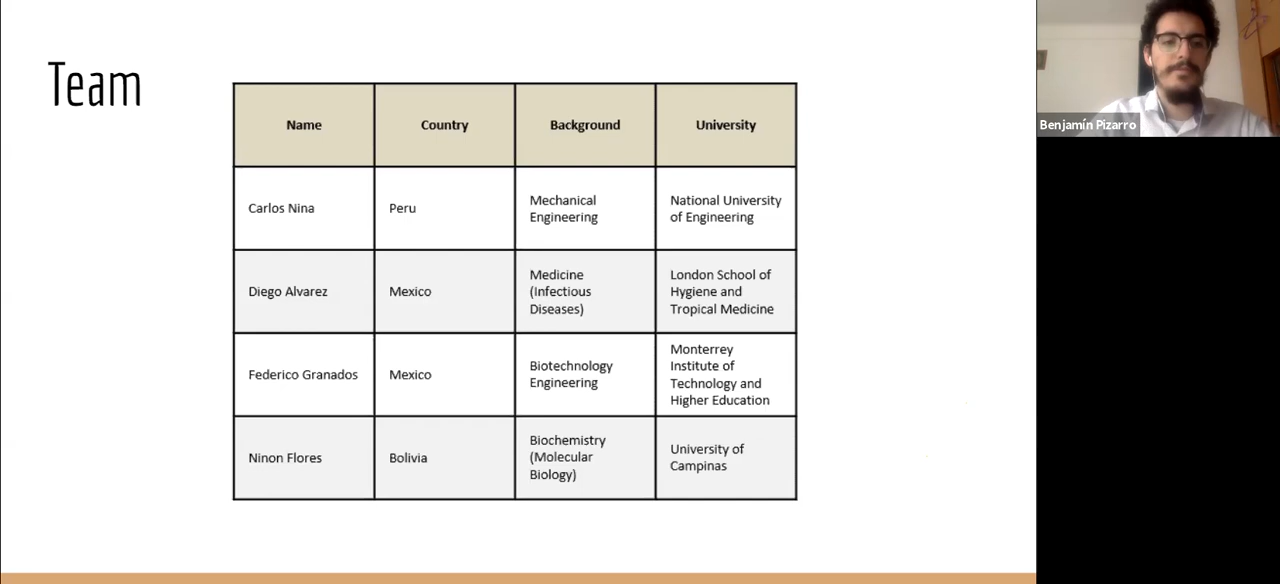 Team
Name
Country
Background
University
Carlos Nina
Peru
Mechanical
Engineering
National University
of Engineering
Diego Alvarez
Mexico
Medicine
(Infectious
Diseases)
London School of
Hygiene and
Tropical Medicine
Federico Granados
Mexico
Biotechnology
Engineering
Monterrey
Institute of
Technology and
Higher Education
Ninon Flores
Bolivia
Biochemistry
(Molecular
Biology)
University of
Campinas
Benjamín Pizarro